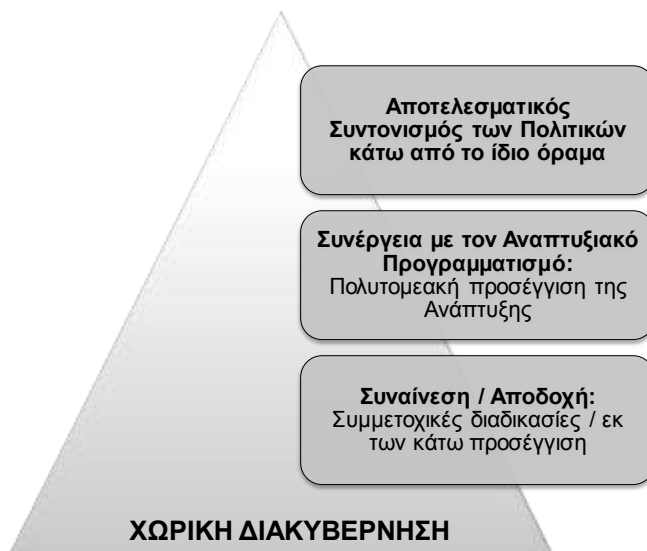 Αποτελεσματικός
Συντονισμός των Πολιτικών
κάτω από το ίδιο όραμα
Συνέργεια με τον Αναπτυξιακό
Προγραμματισμό:
Πολυτομεακή προσέγγιση της
Ανάπτυξης
Συναίνεση / Αποδοχή:
Συμμετοχικές διαδικασίες / εκ
των κάτω προσέγγιση
ΧΩΡΙΚΗ ΔΙΑΚΥΒΕΡΝΗΣΗ